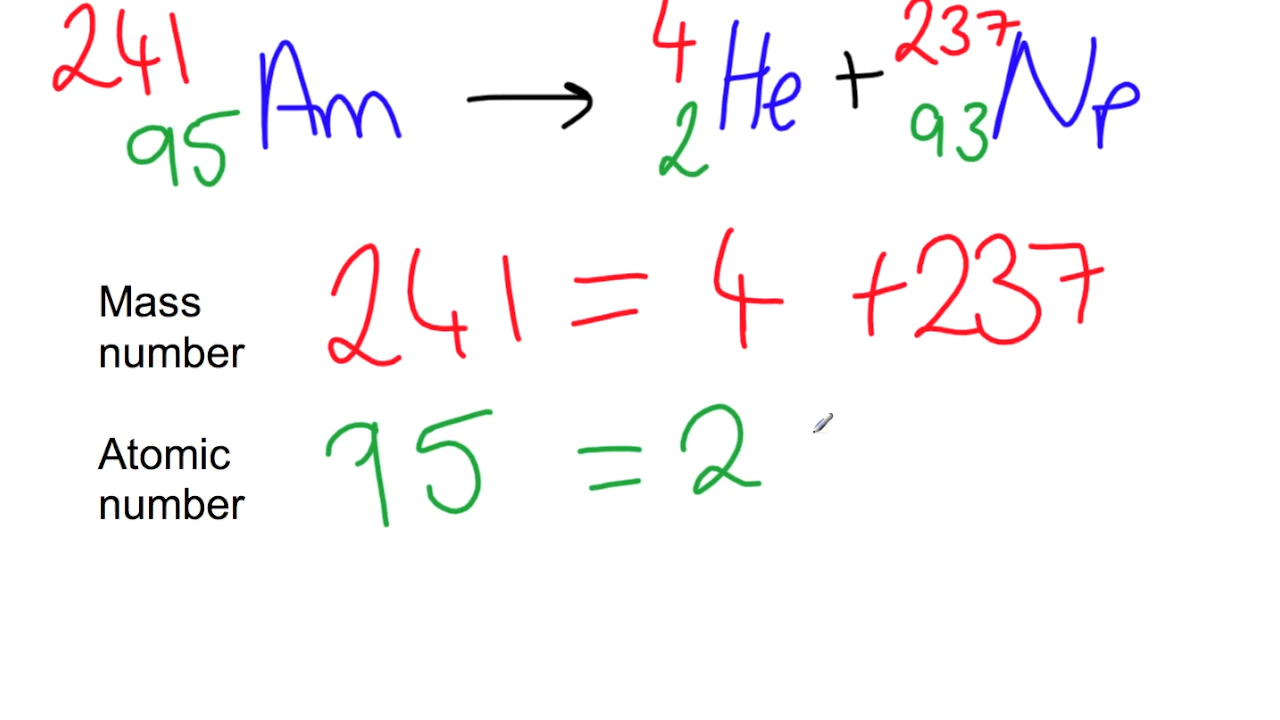 241 95 Am → 4 2 He + 237 93 Np
Mass number 241 = 4 + 237
Atomic number 95 = 2